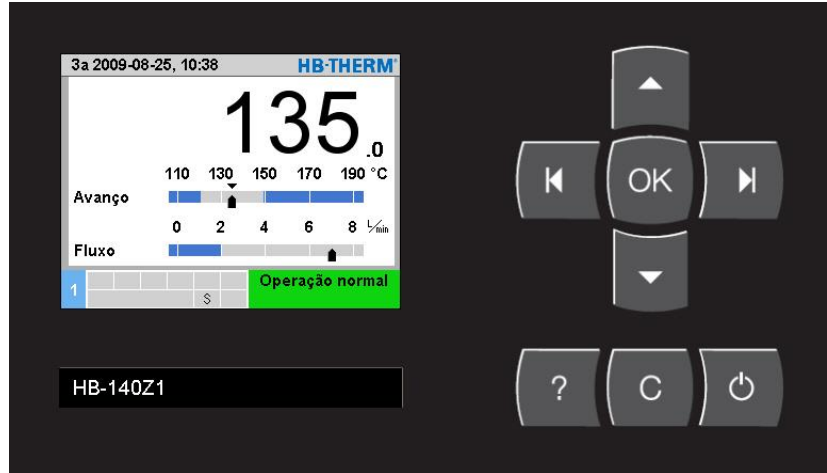 3a 2009-08-25, 10:38 HB-THERM®
135.0
110 130 150 170 190 °C
Avanço
0 2 4 6 8 L/min
Fluxo
1 S Operação normal
HB-140Z1
OK
? C